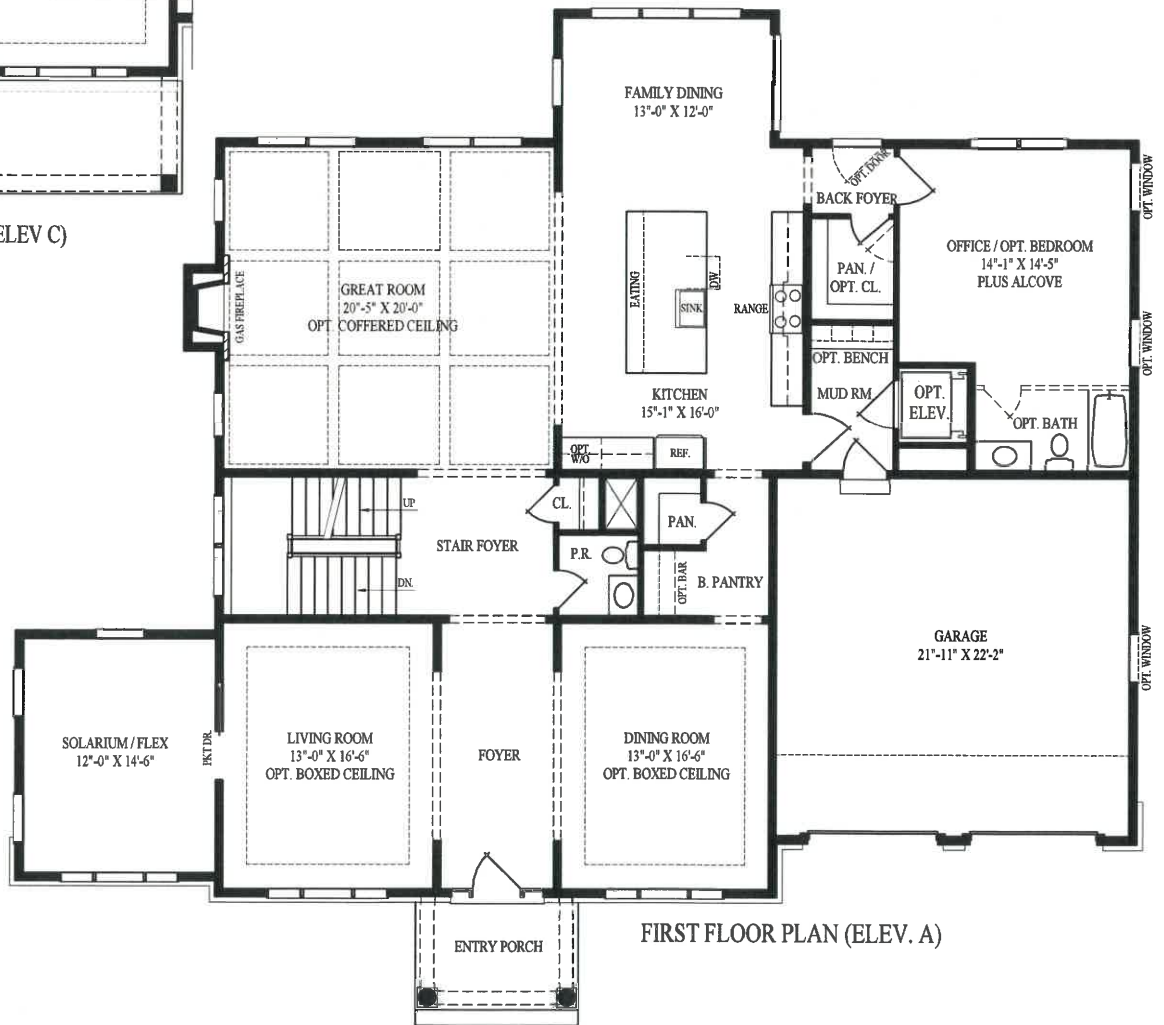 ELEV C)
FAMILY DINING
13"-0" X 12'-0"
OPT. DOOR
BACK FOYER
OPT. WINDOW
OFFICE / OPT. BEDROOM
14"-1" X 14'-5"
PLUS ALCOVE
PAN. /
OPT. CL.
GREAT ROOM
20"-5" X 20'-0"
OPT. COFFERED CEILING
GAS FIREPLACE
EATING
DW
SINK
RANGE
OPT. WINDOW
OPT. BENCH
MUD RM
KITCHEN
15"-1" X 16'-0"
OPT.
ELEV.
OPT. BATH
OPT.
W/O
REF.
UP
CL.
PAN.
STAIR FOYER
P.R.
OPT. BAR
B. PANTRY
DN.
GARAGE
21"-11" X 22'-2"
OPT. WINDOW
SOLARIUM / FLEX
12"-0" X 14'-6"
PKT DR.
LIVING ROOM
13"-0" X 16'-6"
OPT. BOXED CEILING
FOYER
DINING ROOM
13"-0" X 16'-6"
OPT. BOXED CEILING
ENTRY PORCH
FIRST FLOOR PLAN (ELEV. A)